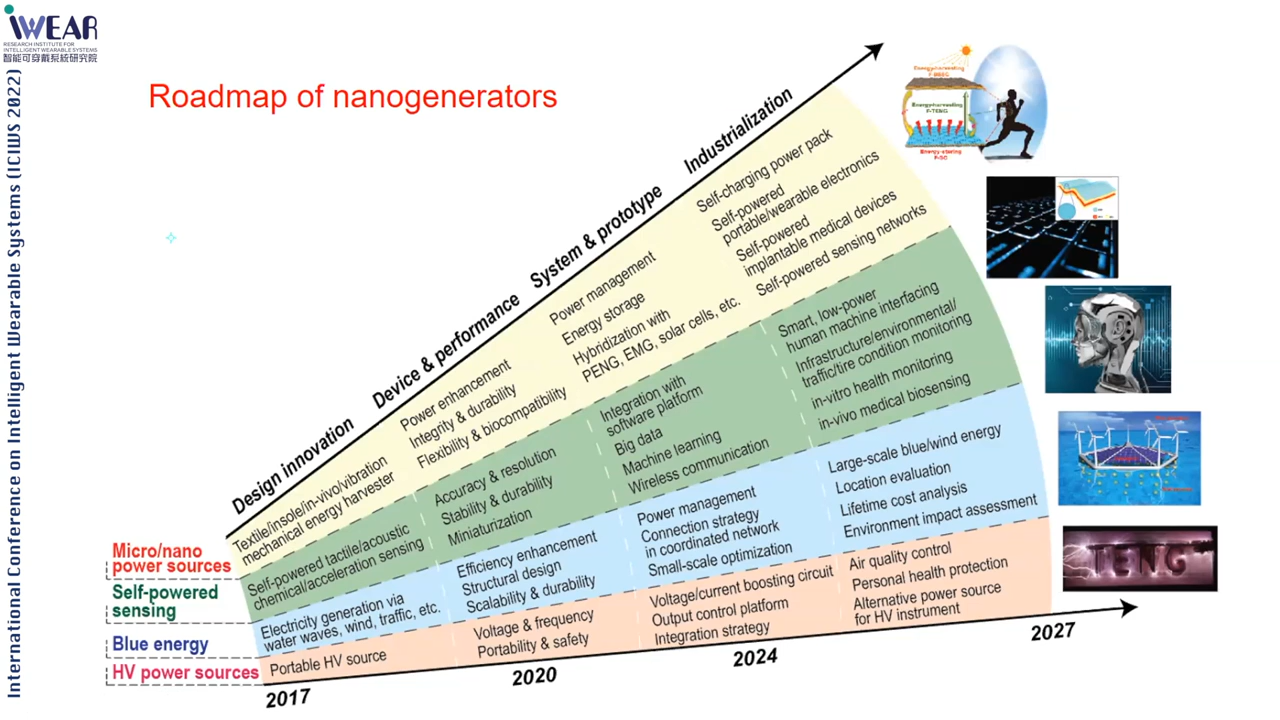 iWEAR
RESEARCH INSTITUTE FOR
INTELLIGENT WEARABLE SYSTEMS
智能可穿戴系統研究院
International Conference on Intelligent Wearable Systems (ICIWS 2022)
Roadmap of nanogenerators
Design innovation
Device & performance
System & prototype
Industrialization
Micro/nano
power sources
Textile/insole/in-vivo/vibration
mechanical energy harvester
Power enhancement
Integrity & durability
Flexibility & biocompatibility
Power management
Energy storage
Hybridization with
PENG, EMG, solar cells, etc.
Self-charging power pack
Self-powered
portable/wearable electronics
Self-powered
implantable medical devices
Self-powered sensing networks
Self-powered
sensing
Self-powered tactile/acoustic
chemical/acceleration sensing
Accuracy & resolution
Stability & durability
Miniaturization
Integration with
software platform
Big data
Machine learning
Wireless communication
Smart, low-power
human machine interfacing
Infrastructure/environmental/
traffic/tire condition monitoring
in-vitro health monitoring
in-vivo medical biosensing
Blue energy
Electricity generation via
water waves, wind, traffic, etc.
Efficiency enhancement
Structural design
Scalability & durability
Power management
Connection strategy
in coordinated network
Small-scale optimization
Large-scale blue/wind energy
Location evaluation
Lifetime cost analysis
Environment impact assessment
HV power sources
Portable HV source
Voltage & frequency
Portability & safety
Voltage/current boosting circuit
Output control platform
Integration strategy
Air quality control
Personal health protection
Alternative power source
for HV instrument
2017
2020
2024
2027
Energy-harvesting
Energy-harvesting
F-TENG
Energy-storing
F-SC
TENG